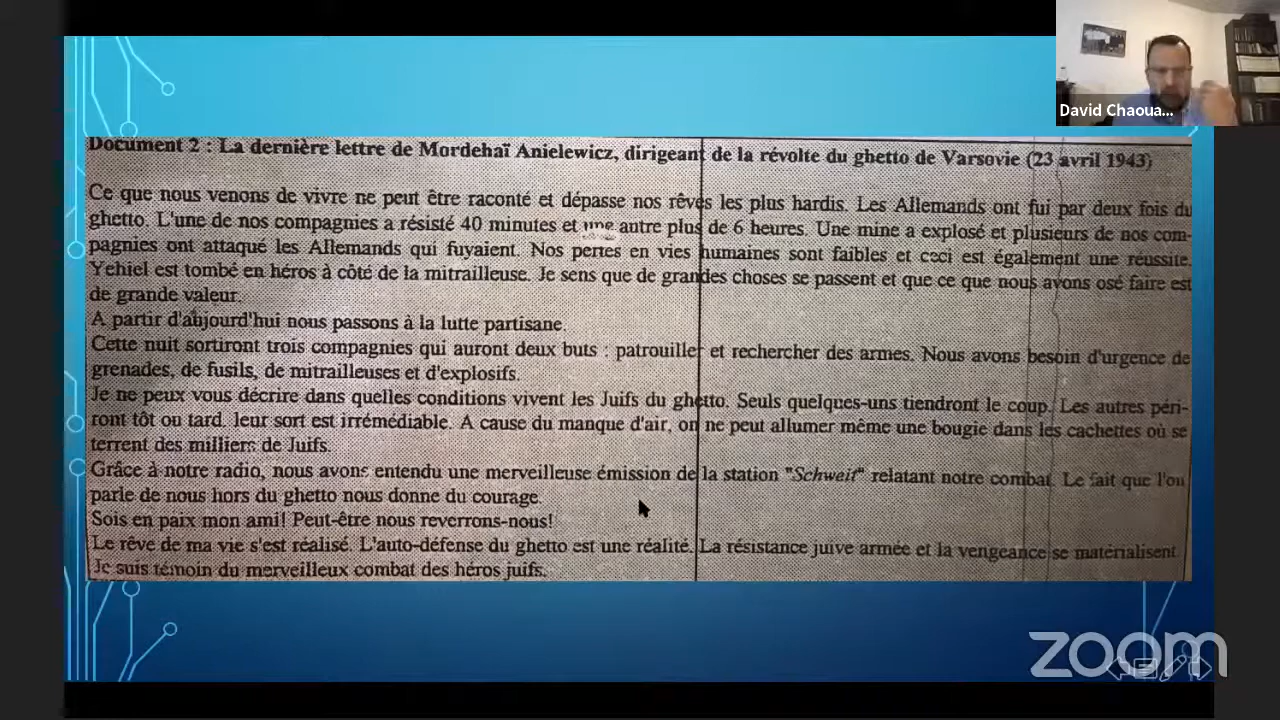 David Chaoua...
Document 2 : La dernière lettre de Mordehaï Anielewicz, dirigeant de la révolte du ghetto de Varsovie (23 avril 1943)
Ce que nous venons de vivre ne peut être raconté et dépasse nos rêves les plus hardis. Les Allemands ont fui par deux fois du
ghetto. L'une de nos compagnies a résisté 40 minutes et une autre plus de 6 heures. Une mine a explosé et plusieurs de nos com-
pagnies ont attaqué les Allemands qui fuyaient. Nos pertes en vies humaines sont faibles et ceci est également une réussite.
Yehiel est tombé en héros à côté de la mitrailleuse. Je sens que de grandes choses se passent et que ce que nous avons osé faire est
de grande valeur.
A partir d'aujourd'hui nous passons à la lutte partisane.
Cette nuit sortiront trois compagnies qui auront deux buts : patrouiller et rechercher des armes. Nous avons besoin d'urgence de
grenades, de fusils, de mitrailleuses et d'explosifs.
Je ne peux vous décrire dans quelles conditions vivent les Juifs du ghetto. Seuls quelques-uns tiendront le coup. Les autres péri-
ront tôt ou tard, leur sort est irrémédiable. A cause du manque d'air, on ne peut allumer même une bougie dans les cachettes où se
terrent des milliers de Juifs.
Grâce à notre radio, nous avons entendu une merveilleuse émission de la station "Schweit" relatant notre combat. Le fait que l'on
parle de nous hors du ghetto nous donne du courage.
Sois en paix mon ami! Peut-être nous reverrons-nous!
Le rêve de ma vie s'est réalisé. L'auto-défense du ghetto est une réalité. La résistance juive armée et la vengeance se matérialisent.
Je suis témoin du merveilleux combat des héros juifs.
zoom